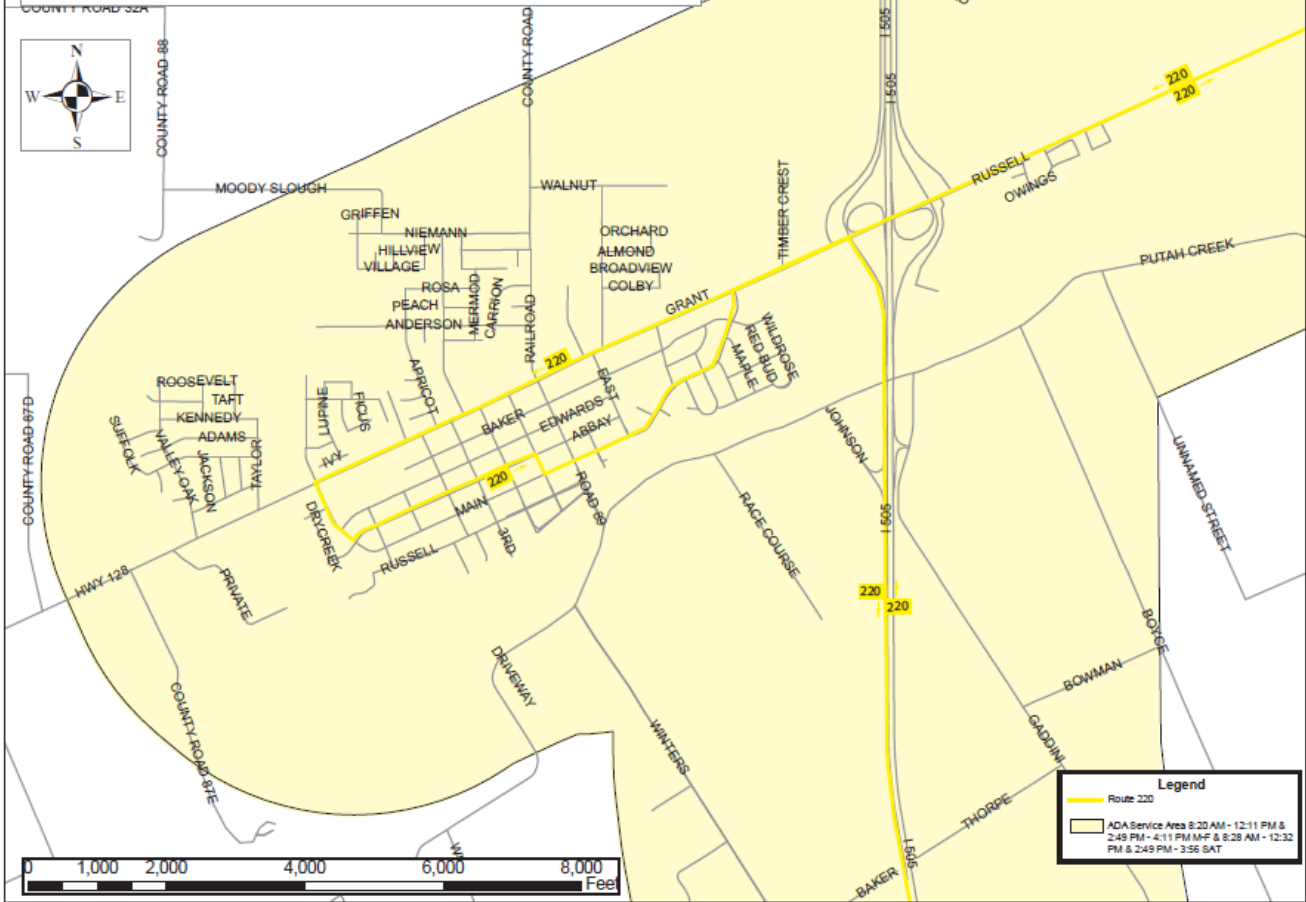 COUNTY ROAD 32A
I 505
N
W E
S
COUNTY ROAD 88
COUNTY ROAD
I 505
220
220
MOODY SLOUGH
WALNUT
TIMBER CREST
RUSSELL
OWINGS
GRIFFEN
NIEMANN
ORCHARD
HILLVIEW
ALMOND
VILLAGE
BROADVIEW
PUTAH CREEK
ROSA
COLBY
PEACH
MERMOD
CARRION
GRANT
ANDERSON
RAILROAD
WILDROSE
RED BUD
MAPLE
220
APRICOT
EAST
ROOSEVELT
TAFT
KENNEDY
ADAMS
LUPINE
FICUS
BAKER
EDWARDS
ABBAY
COUNTY ROAD 87D
SUFFOLK
VALLEY OAK
JACKSON
TAYLOR
IVY
JOHNSON
UNNAMED STREET
220
MAIN
ROAD 89
RACE COURSE
DRYCREEK
3RD
I 505
RUSSELL
HWY 128
PRIVATE
220
220
BOYCE
DRIVEWAY
BOWMAN
COUNTY ROAD 87E
WINTERS
GADDINI
THORPE
I 505
BAKER
Legend
Route 220
ADA Service Area 8:20 AM - 12:11 PM &
2:49 PM - 4:11 PM M-F & 8:28 AM - 12:32
PM & 2:49 PM - 3:56 SAT
0 1,000 2,000 4,000 6,000 8,000
Feet